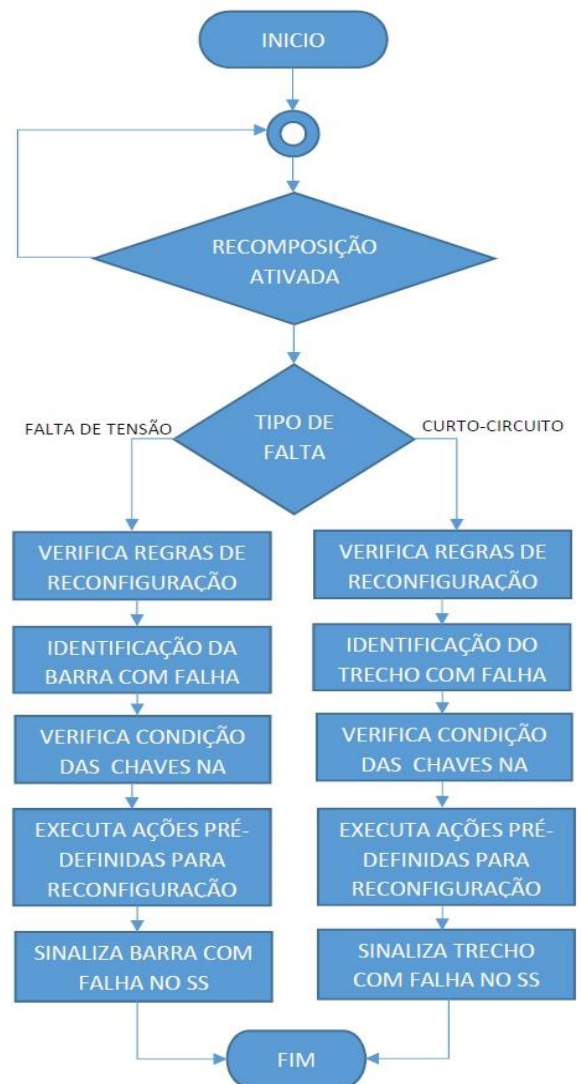 INICIO
RECOMPOSIÇÃO
ATIVADA
TIPO DE
FALTA
FALTA DE TENSÃO
CURTO-CIRCUITO
VERIFICA REGRAS DE
RECONFIGURAÇÃO
IDENTIFICAÇÃO DA
BARRA COM FALHA
VERIFICA CONDIÇÃO
DAS CHAVES NA
EXECUTA AÇÕES PRÉ-
DEFINIDAS PARA
RECONFIGURAÇÃO
SINALIZA BARRA COM
FALHA NO SS
VERIFICA REGRAS DE
RECONFIGURAÇÃO
IDENTIFICAÇÃO DO
TRECHO COM FALHA
VERIFICA CONDIÇÃO
DAS CHAVES NA
EXECUTA AÇÕES PRÉ-
DEFINIDAS PARA
RECONFIGURAÇÃO
SINALIZA TRECHO
COM FALHA NO SS
FIM